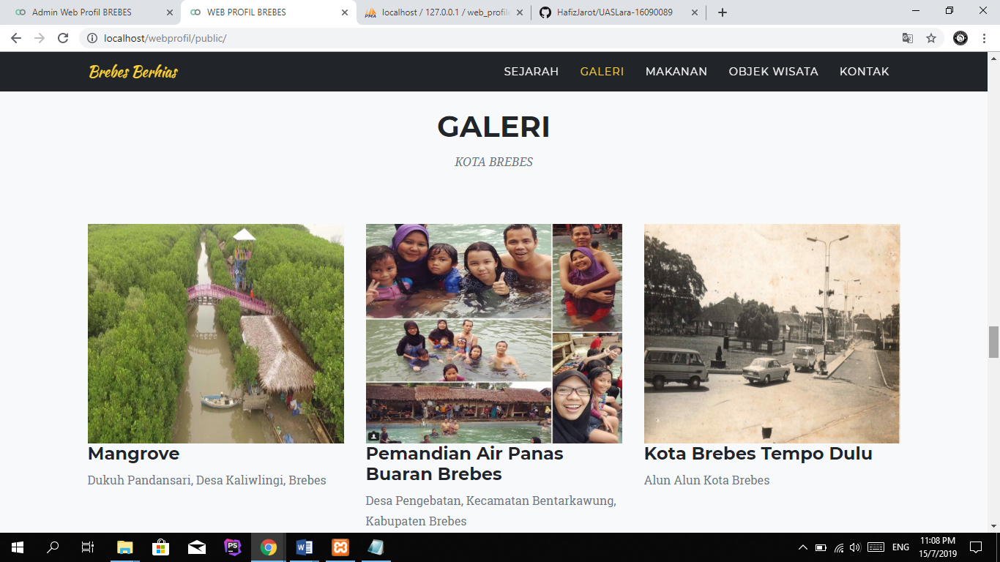 Admin Web Profil BREBES
WEB PROFIL BREBES
localhost / 127.0.0.1 / web_profile
HafizJarot/UASLara-16090089
localhost/webprofil/public/
Brebes Berhias
SEJARAH GALERI MAKANAN OBJEK WISATA KONTAK
GALERI
KOTA BREBES
Mangrove
Dukuh Pandansari, Desa Kaliwlingi, Brebes
Pemandian Air Panas
Buaran Brebes
Desa Pengebatan, Kecamatan Bentarkawung,
Kabupaten Brebes
Kota Brebes Tempo Dulu
Alun Alun Kota Brebes
ENG
11:08 PM
15/7/2019